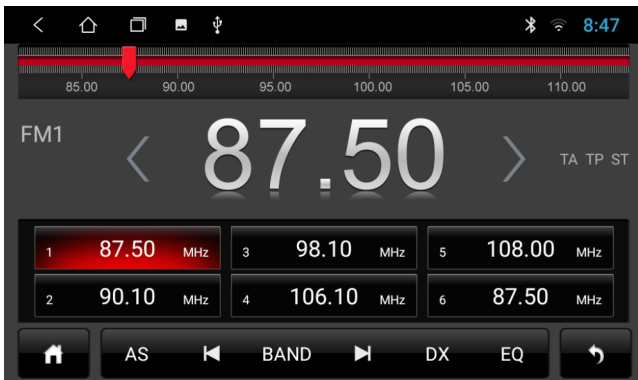 8:47
85.00 90.00 95.00 100.00 105.00 110.00
FM1
87.50
TA TP ST
1 87.50 MHz 3 98.10 MHz 5 108.00 MHz
2 90.10 MHz 4 106.10 MHz 6 87.50 MHz
AS BAND DX EQ